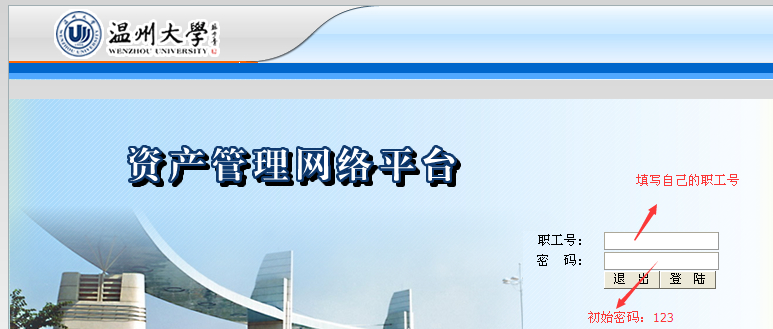 温州大学
WENZHOU UNIVERSITY
资产管理网络平台
填写自己的职工号
职工号：
密 码：
退 出 登 陆
初始密码：123